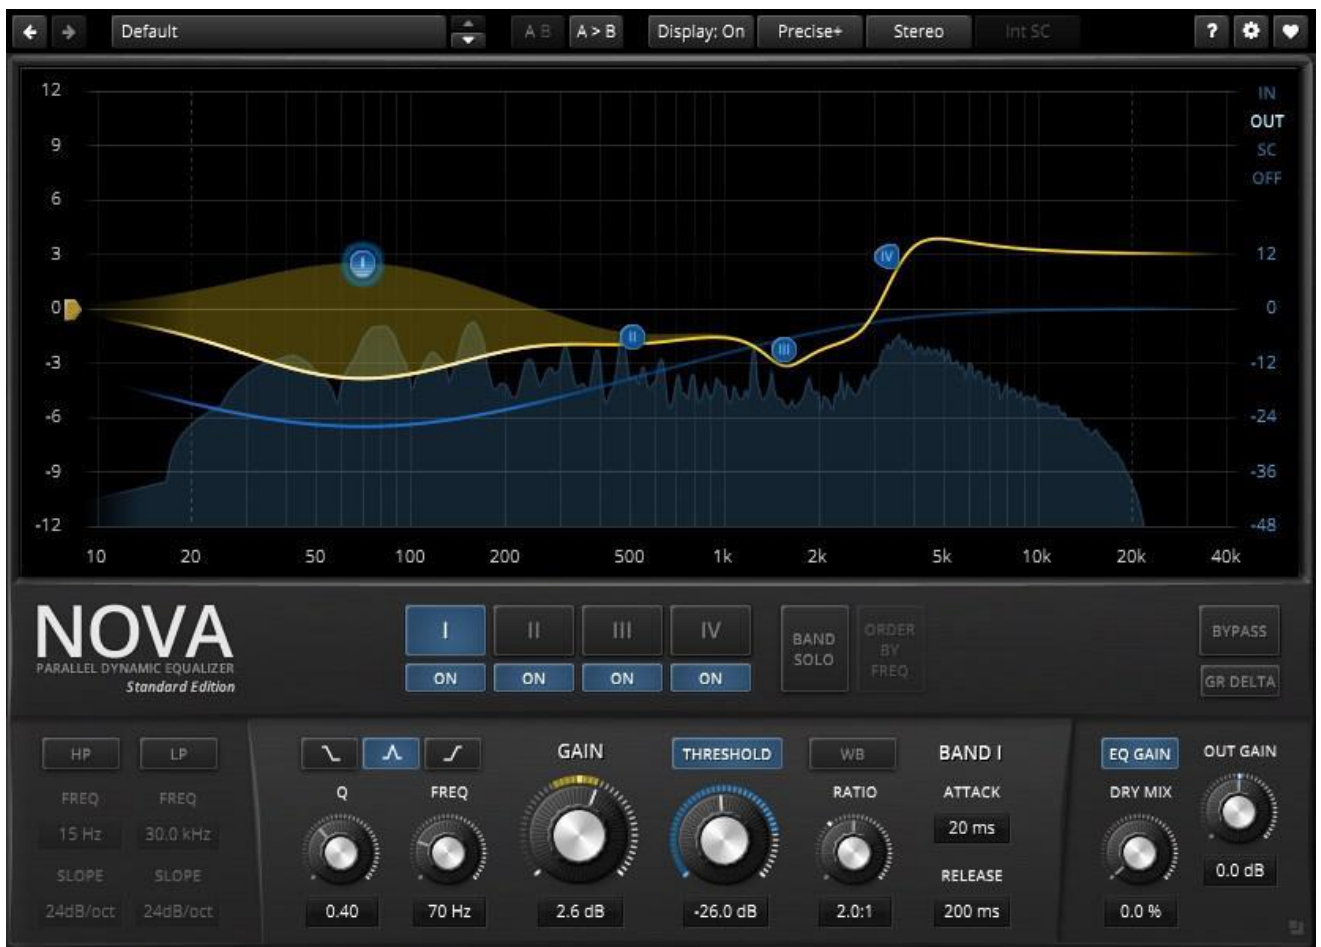 Default
A B
A > B
Display: On
Precise+
Stereo
Int SC
?
12
9
6
3
0
-3
-6
-9
-12
IN
OUT
SC
OFF
12
0
-12
-24
-36
-48
I
II
III
IV
10 20 50 100 200 500 1k 2k 5k 10k 20k 40k
NOVA
PARALLEL DYNAMIC EQUALIZER
Standard Edition
I II III IV
ON ON ON ON
BAND
SOLO
ORDER
BY
FREQ
BYPASS
GR DELTA
HP LP
FREQ FREQ
15 Hz 30.0 kHz
SLOPE SLOPE
24dB/oct 24dB/oct
Q
0.40
FREQ
70 Hz
GAIN
2.6 dB
THRESHOLD
-26.0 dB
WB
RATIO
2.0:1
BAND I
ATTACK
20 ms
RELEASE
200 ms
EQ GAIN
DRY MIX
0.0 %
OUT GAIN
0.0 dB